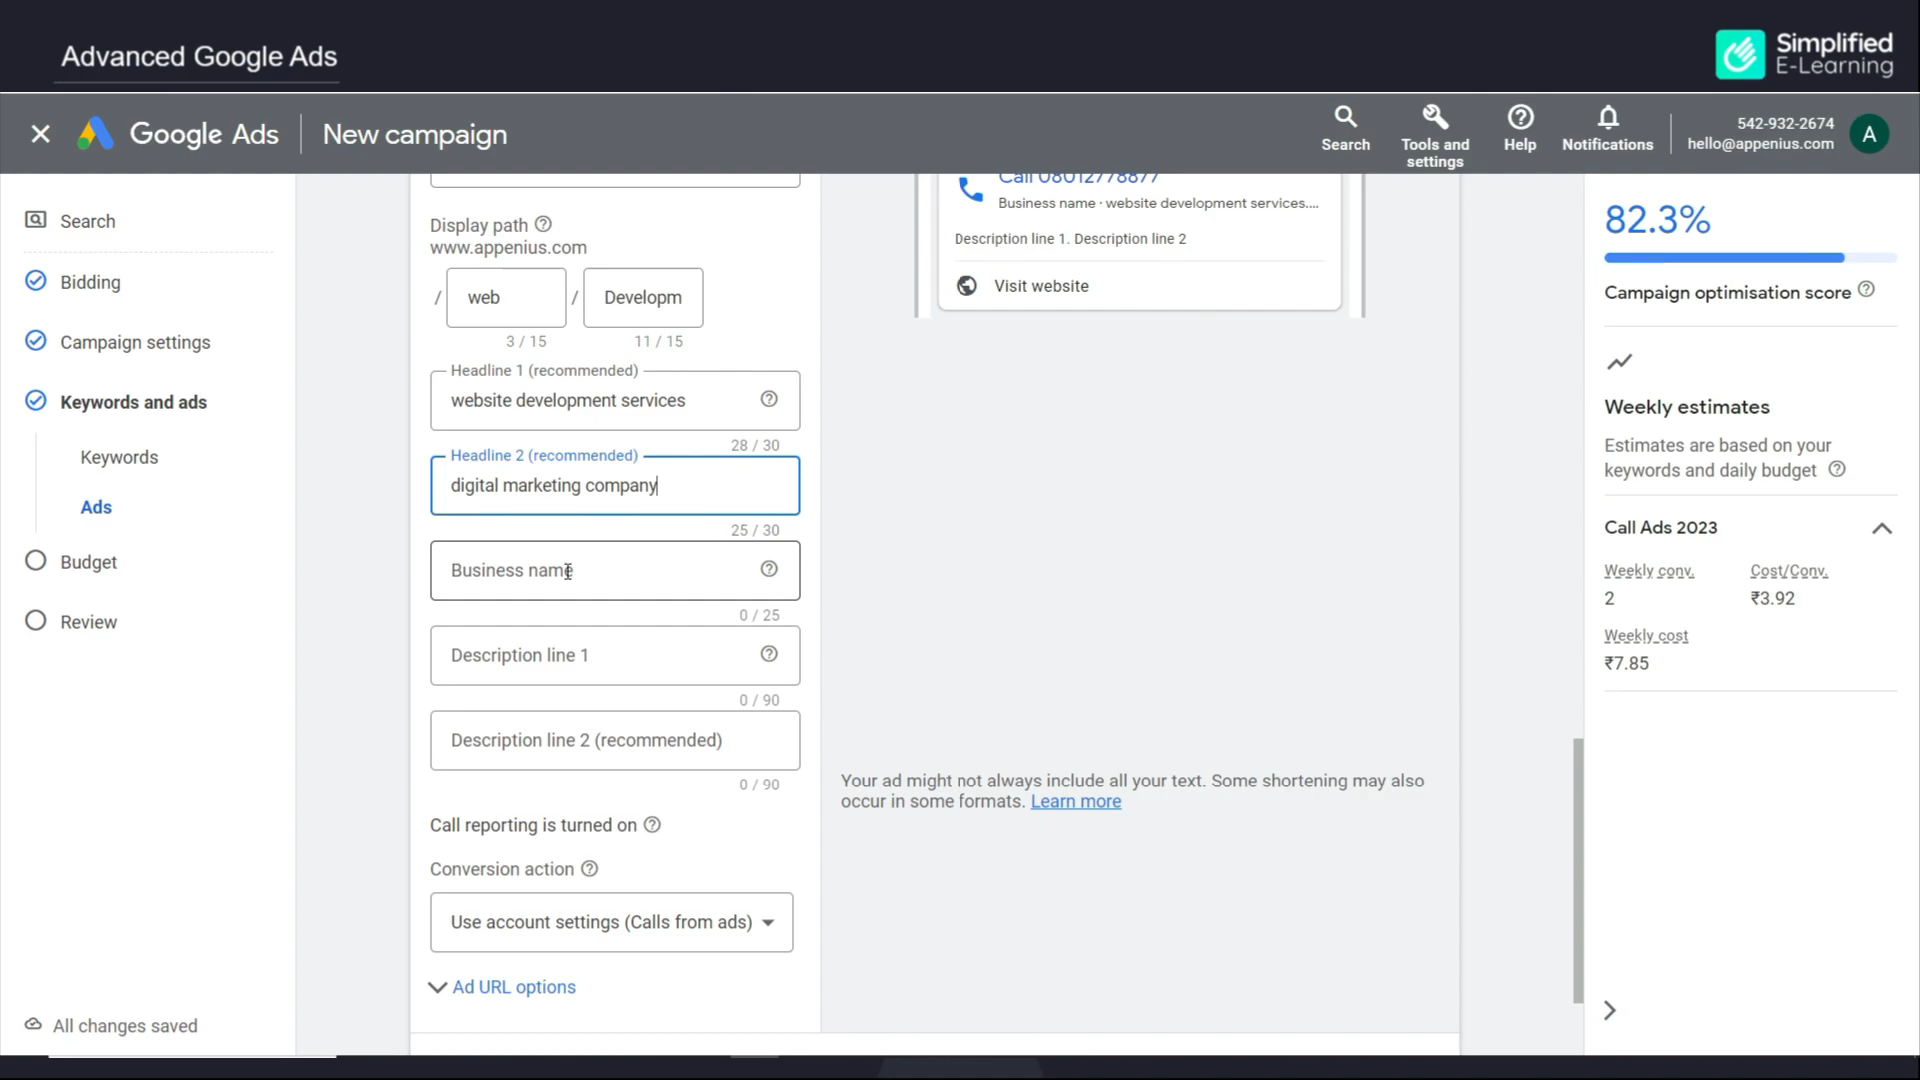 Advanced Google Ads
Simplified
E-Learning
Google Ads
New campaign
Search
Tools and
settings
Help
Notifications
542-932-2674
hello@appenius.com
A
Search
Bidding
Campaign settings
Keywords and ads
Keywords
Ads
Budget
Review
All changes saved
Display path
www.appenius.com
/ web / Developm
3 / 15
11 / 15
Headline 1 (recommended)
website development services
28 / 30
Headline 2 (recommended)
digital marketing company
25 / 30
Business name
0 / 25
Description line 1
0 / 90
Description line 2 (recommended)
0 / 90
Call reporting is turned on
Conversion action
Use account settings (Calls from ads)
Ad URL options
Call 08012778877
Business name · website development services....
Description line 1. Description line 2
Visit website
Your ad might not always include all your text. Some shortening may also
occur in some formats. Learn more
82.3%
Campaign optimisation score
Weekly estimates
Estimates are based on your
keywords and daily budget
Call Ads 2023
Weekly conv.
2
Cost/Conv.
₹3.92
Weekly cost
₹7.85